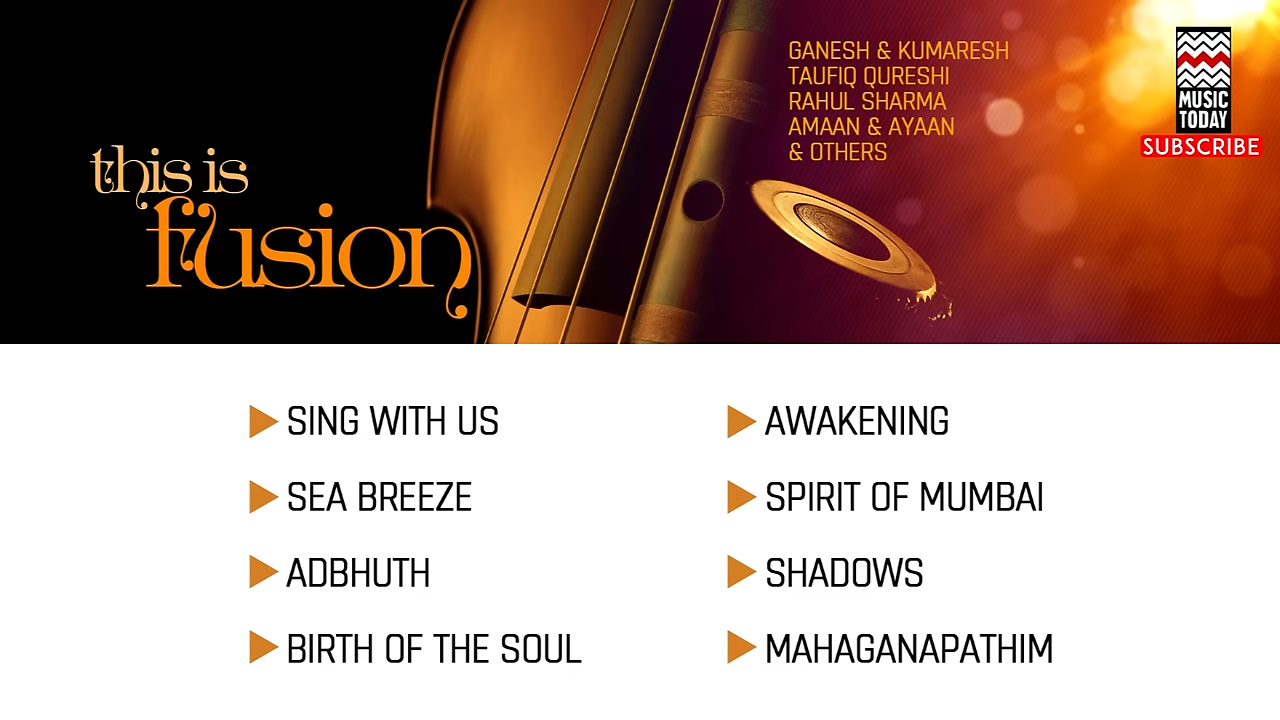 this is
fusion
GANESH & KUMARESH
TAUFIQ QURESHI
RAHUL SHARMA
AMAAN & AYAAN
& OTHERS
MUSIC
TODAY
SUBSCRIBE
SING WITH US
SEA BREEZE
ADBHUTH
BIRTH OF THE SOUL
AWAKENING
SPIRIT OF MUMBAI
SHADOWS
MAHAGANAPATHIM